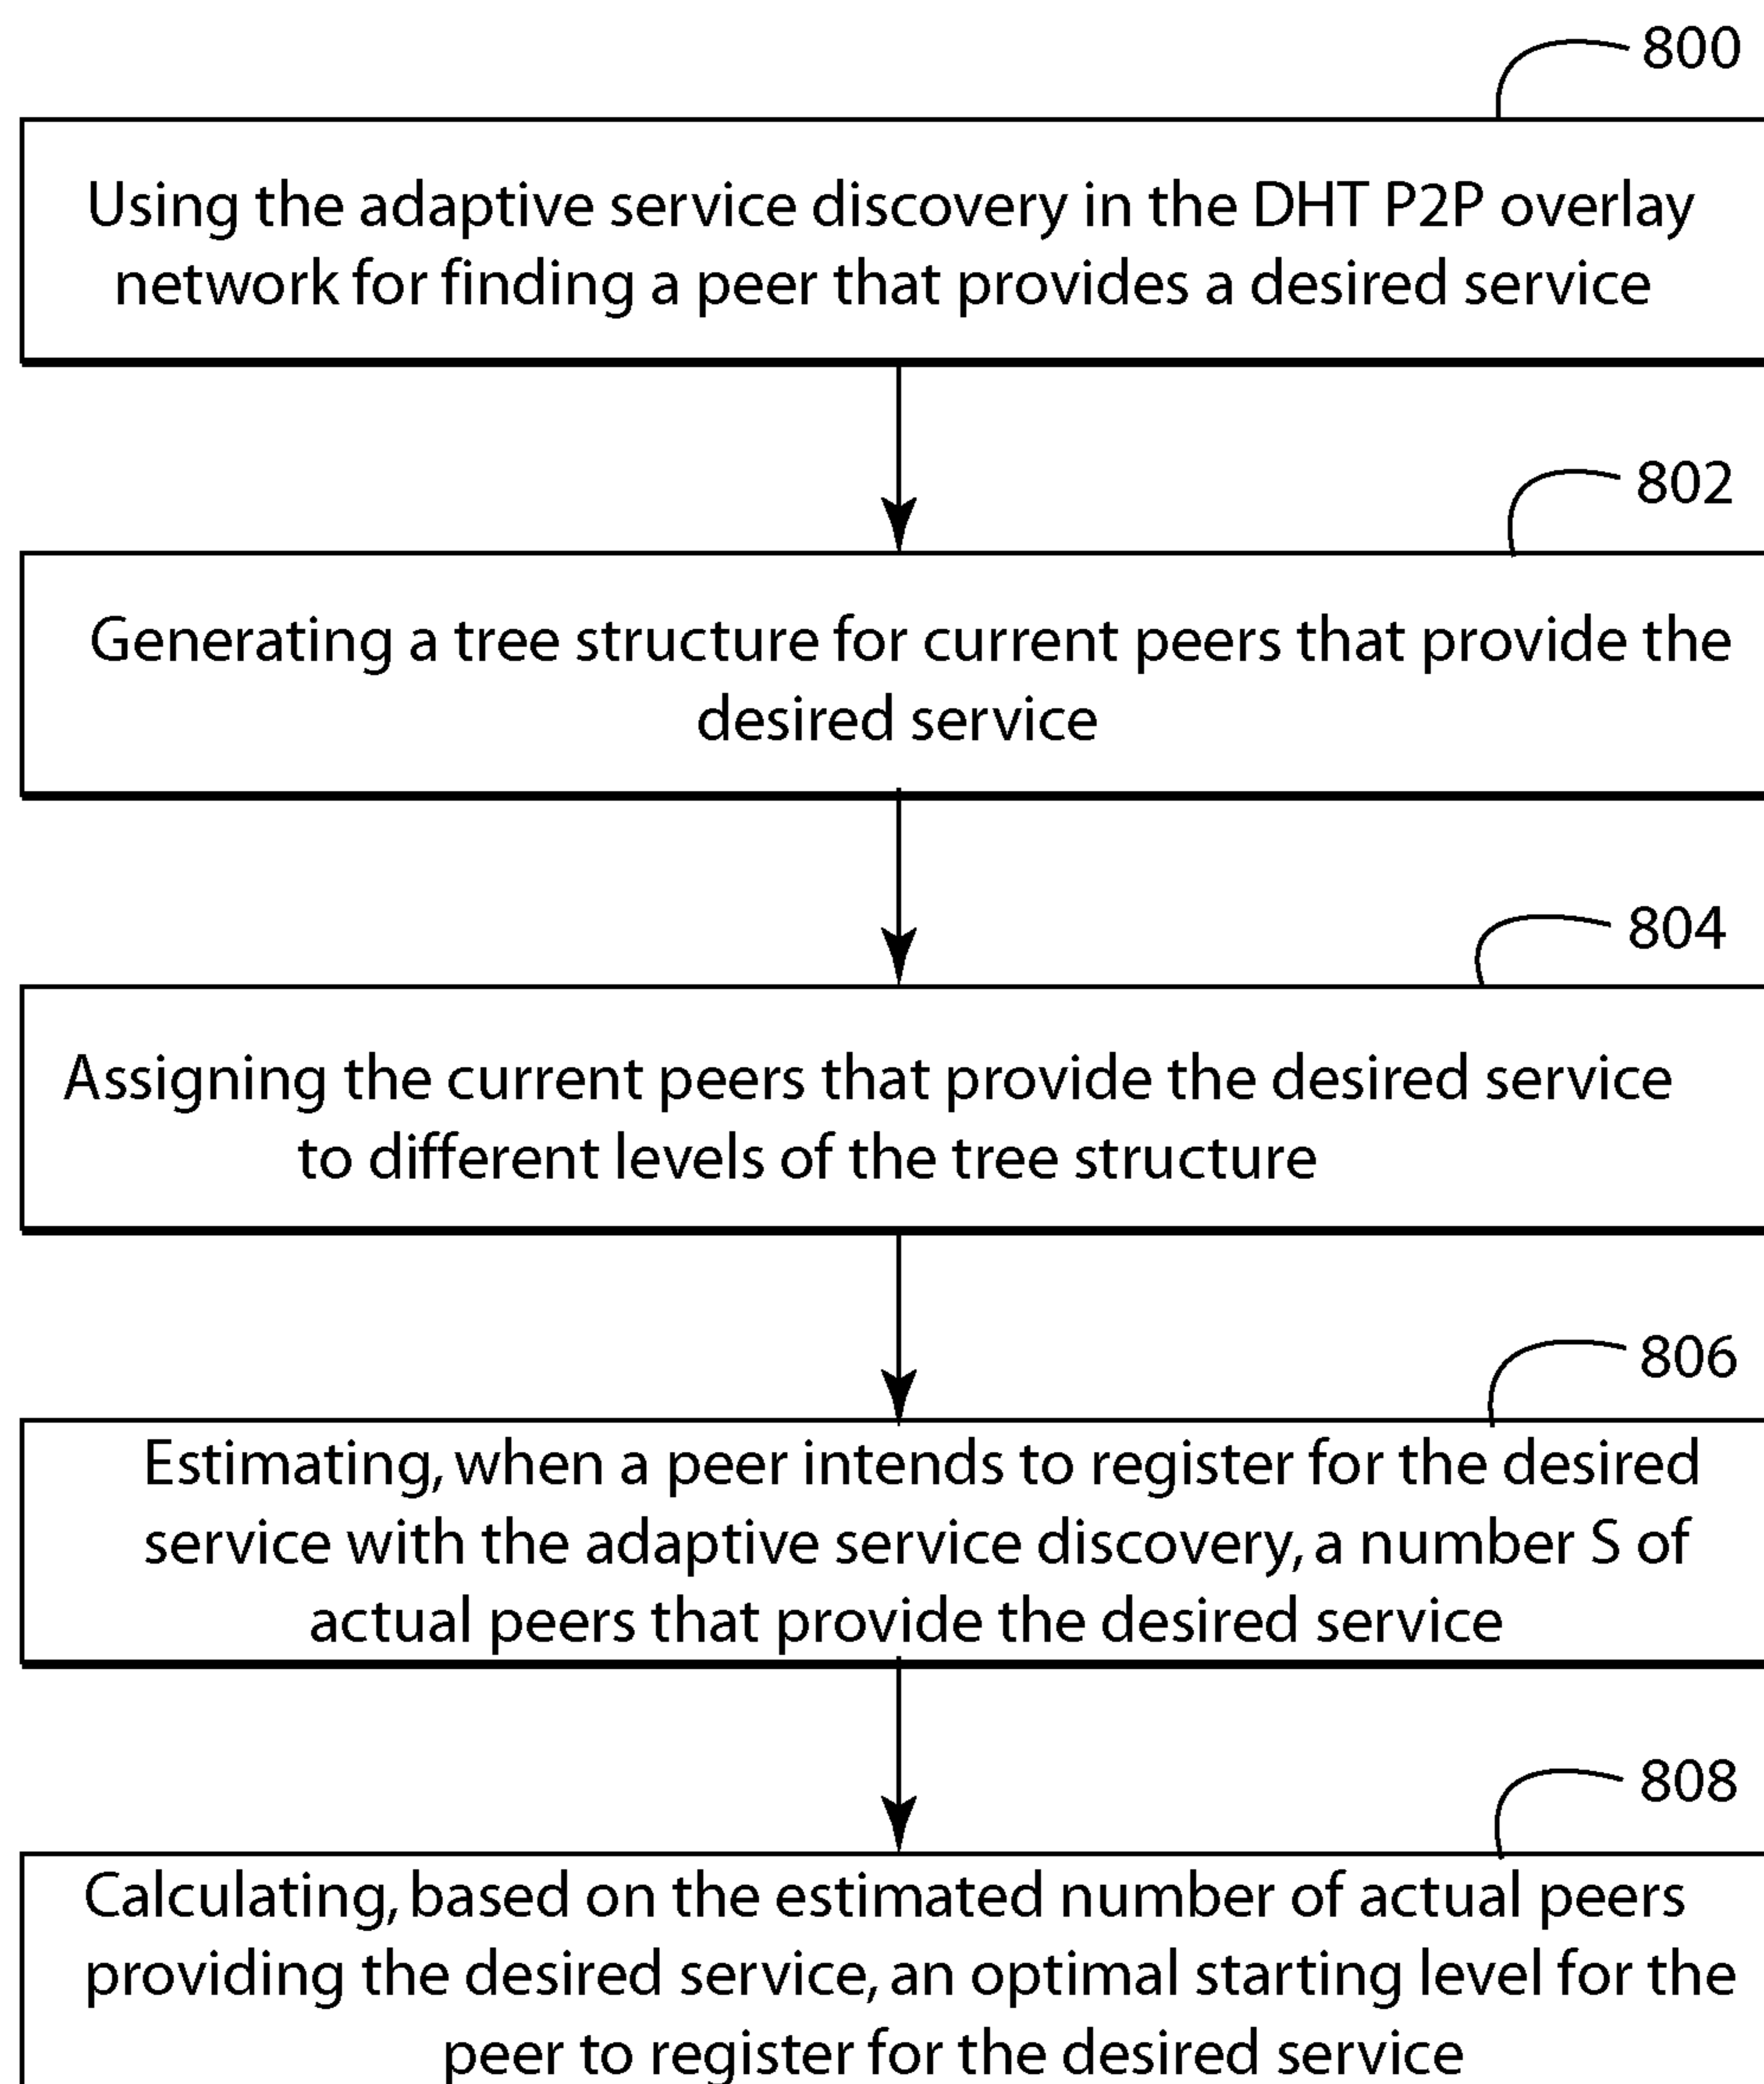 800
Using the adaptive service discovery in the DHT P2P overlay
network for finding a peer that provides a desired service
802
Generating a tree structure for current peers that provide the
desired service
804
Assigning the current peers that provide the desired service
to different levels of the tree structure
806
Estimating, when a peer intends to register for the desired
service with the adaptive service discovery, a number S of
actual peers that provide the desired service
808
Calculating, based on the estimated number of actual peers
providing the desired service, an optimal starting level for the
peer to register for the desired service